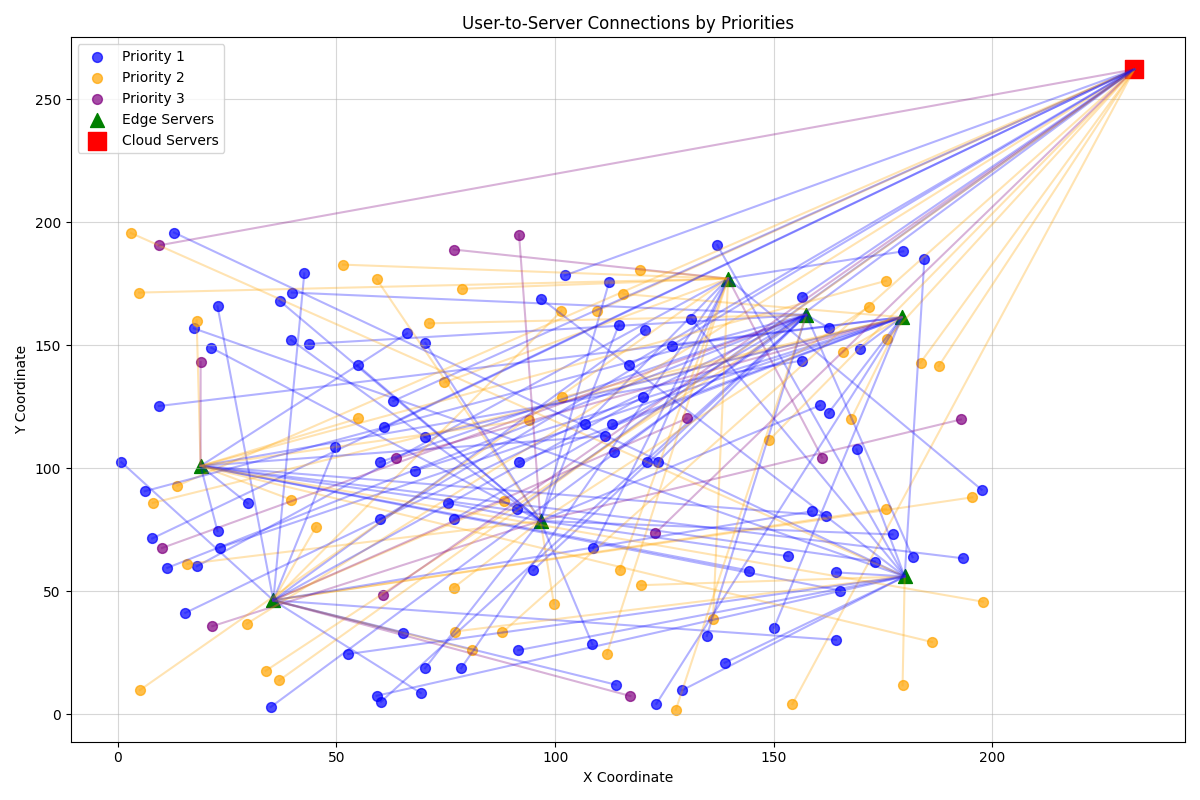 User-to-Server Connections by Priorities
Priority 1
Priority 2
Priority 3
Edge Servers
Cloud Servers
Y Coordinate
250
200
150
100
50
0
0 50 100 150 200
X Coordinate